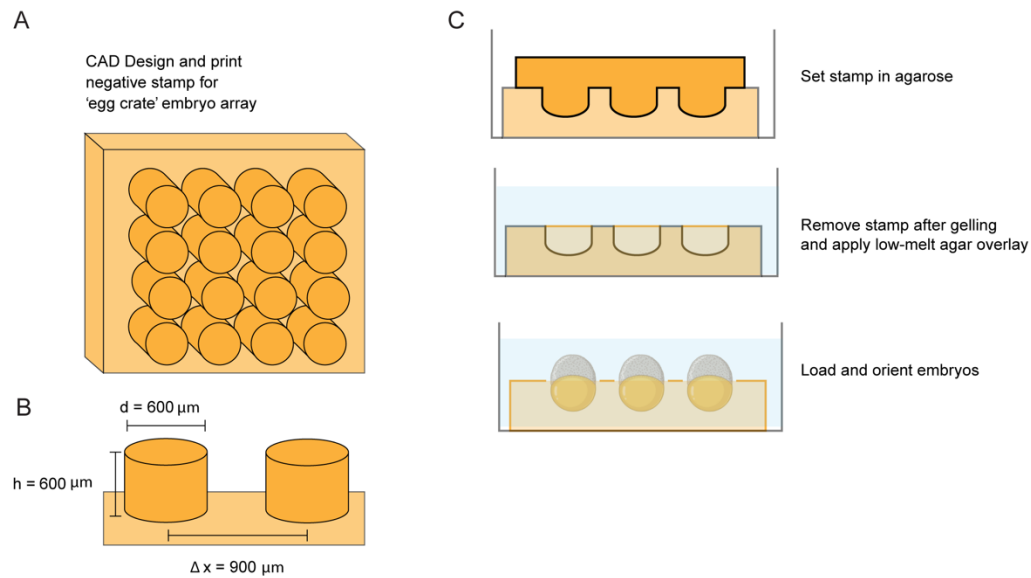 A
CAD Design and print
negative stamp for
'egg crate' embryo array
B
d = 600 μm
h = 600 μm
Δ x = 900 μm
C
Set stamp in agarose
Remove stamp after gelling
and apply low-melt agar overlay
Load and orient embryos